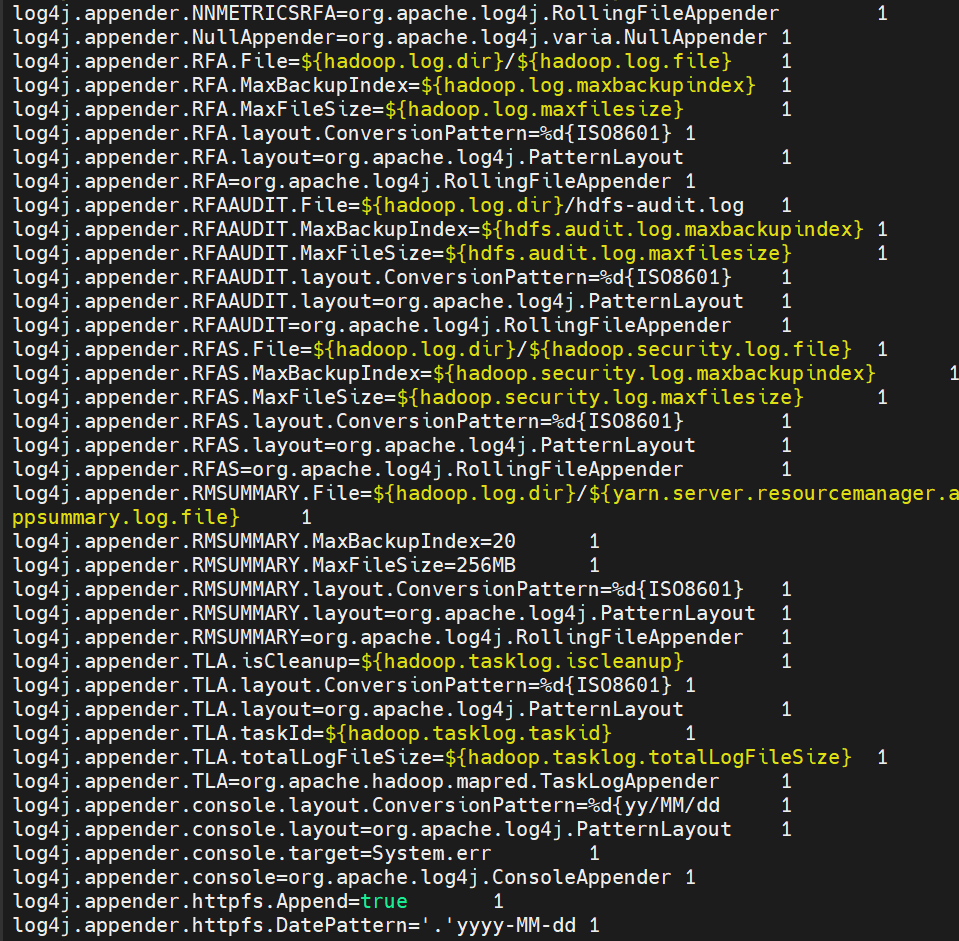 log4j.appender.NNMETRICSRFA=org.apache.log4j.RollingFileAppender 1
log4j.appender.NullAppender=org.apache.log4j.varia.NullAppender 1
log4j.appender.RFA.File=${hadoop.log.dir}/${hadoop.log.file} 1
log4j.appender.RFA.MaxBackupIndex=${hadoop.log.maxbackupindex} 1
log4j.appender.RFA.MaxFileSize=${hadoop.log.maxfilesize} 1
log4j.appender.RFA.layout.ConversionPattern=%d{ISO8601} 1
log4j.appender.RFA.layout=org.apache.log4j.PatternLayout 1
log4j.appender.RFA=org.apache.log4j.RollingFileAppender 1
log4j.appender.RFAAUDIT.File=${hadoop.log.dir}/hdfs-audit.log 1
log4j.appender.RFAAUDIT.MaxBackupIndex=${hdfs.audit.log.maxbackupindex} 1
log4j.appender.RFAAUDIT.MaxFileSize=${hdfs.audit.log.maxfilesize} 1
log4j.appender.RFAAUDIT.layout.ConversionPattern=%d{ISO8601} 1
log4j.appender.RFAAUDIT.layout=org.apache.log4j.PatternLayout 1
log4j.appender.RFAAUDIT=org.apache.log4j.RollingFileAppender 1
log4j.appender.RFAS.File=${hadoop.log.dir}/${hadoop.security.log.file} 1
log4j.appender.RFAS.MaxBackupIndex=${hadoop.security.log.maxbackupindex} 1
log4j.appender.RFAS.MaxFileSize=${hadoop.security.log.maxfilesize} 1
log4j.appender.RFAS.layout.ConversionPattern=%d{ISO8601} 1
log4j.appender.RFAS.layout=org.apache.log4j.PatternLayout 1
log4j.appender.RFAS=org.apache.log4j.RollingFileAppender 1
log4j.appender.RMSUMMARY.File=${hadoop.log.dir}/${yarn.server.resourcemanager.a
ppsummary.log.file} 1
log4j.appender.RMSUMMARY.MaxBackupIndex=20 1
log4j.appender.RMSUMMARY.MaxFileSize=256MB 1
log4j.appender.RMSUMMARY.layout.ConversionPattern=%d{ISO8601} 1
log4j.appender.RMSUMMARY.layout=org.apache.log4j.PatternLayout 1
log4j.appender.RMSUMMARY=org.apache.log4j.RollingFileAppender 1
log4j.appender.TLA.isCleanup=${hadoop.tasklog.iscleanup} 1
log4j.appender.TLA.layout.ConversionPattern=%d{ISO8601} 1
log4j.appender.TLA.layout=org.apache.log4j.PatternLayout 1
log4j.appender.TLA.taskId=${hadoop.tasklog.taskid} 1
log4j.appender.TLA.totalLogFileSize=${hadoop.tasklog.totalLogFileSize} 1
log4j.appender.TLA=org.apache.hadoop.mapred.TaskLogAppender 1
log4j.appender.console.layout.ConversionPattern=%d{yy/MM/dd 1
log4j.appender.console.layout=org.apache.log4j.PatternLayout 1
log4j.appender.console.target=System.err 1
log4j.appender.console=org.apache.log4j.ConsoleAppender 1
log4j.appender.httpfs.Append=true 1
log4j.appender.httpfs.DatePattern='.'yyyy-MM-dd 1